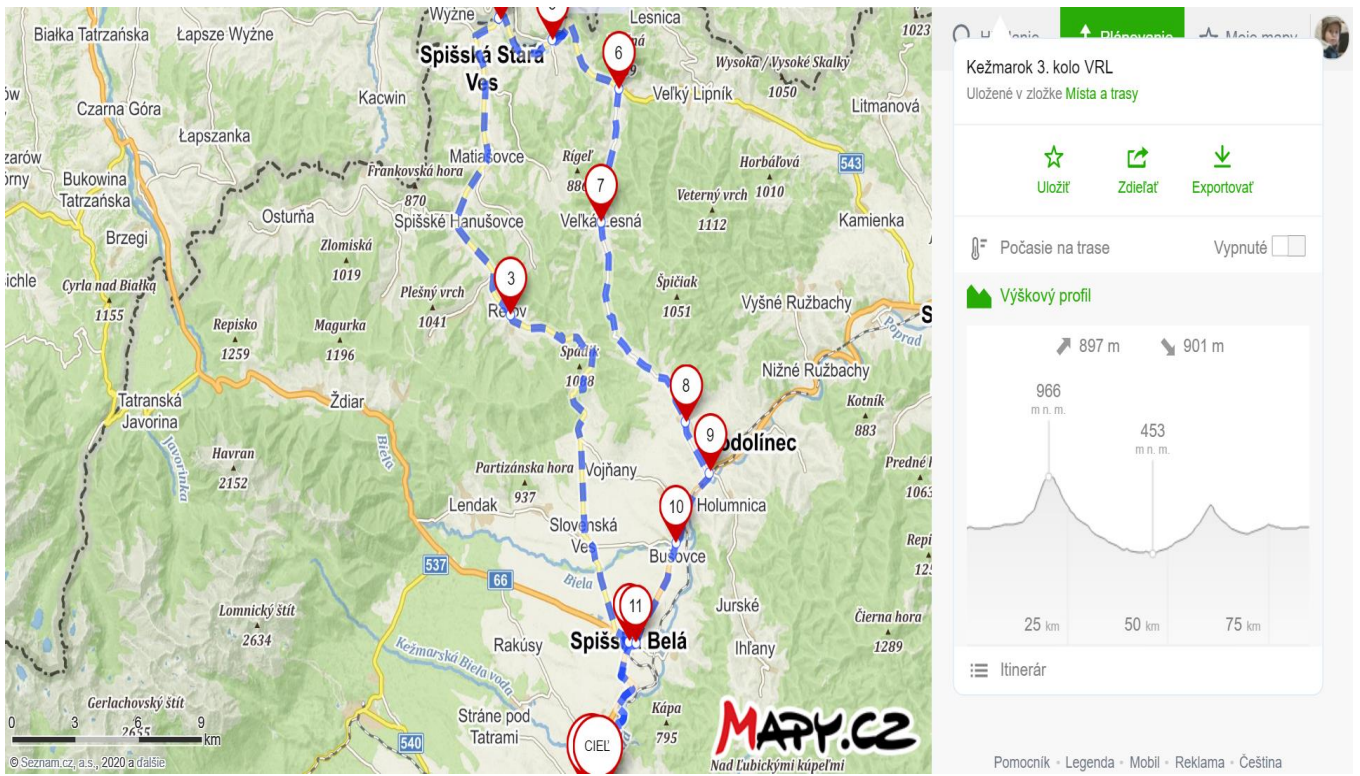 Wyżne
Lesnica
1023
Białka Tatrzańska
Łapsze Wyżne
6
Spišská Stará
Ves
Wysoka/Vysoké Skalky
1050
Veľký Lipník
Kacwin
Litmanová
Czarna Góra
Łapszanka
Matiašovce
Rígeľ
Horbáľová
1010
543
Frankovská hora
870
7
Bukowina
Tatrzańska
Veterný vrch
1112
Osturňa
Spišské Hanušovce
Veľká Lesná
Kamienka
Brzegi
Zlomiská
1019
3
Cyrla nad Białką
1155
Plešný vrch
1041
Špičiak
1051
Vyšné Ružbachy
Poprad
Repisko
1259
Magurka
1196
Spádik
1088
Nižné Ružbachy
8
Tatranská
Javorina
Ždiar
Kotník
883
9
Javorinka
Biela
Havran
2152
Partizánska hora
937
Vojňany
10
Holumnica
Lendak
Slovenská
Ves
Bušovce
537
66
Biela
Lomnický štít
2634
11
Jurské
Čierna hora
1289
Rakúsy
Spišská Belá
Ihľany
Kežmarská Biela voda
Gerlachovský štít
2655
Stráne pod
Tatrami
Kápa
795
0 3 6 9
km
540
CIEĽ
MAPY.CZ
Nad Ľubickými kúpeľmi
© Seznam.cz, a.s., 2020 a ďalšie
Plánovanie
Moje mapy
Kežmarok 3. kolo VRL
Uložené v zložke Místa a trasy
Uložiť Zdieľať Exportovať
Počasie na trase Vypnuté
Výškový profil
897 m 901 m
966
m n. m.
453
m n. m.
25 km 50 km 75 km
Itinerár
Pomocník • Legenda • Mobil • Reklama • Čeština